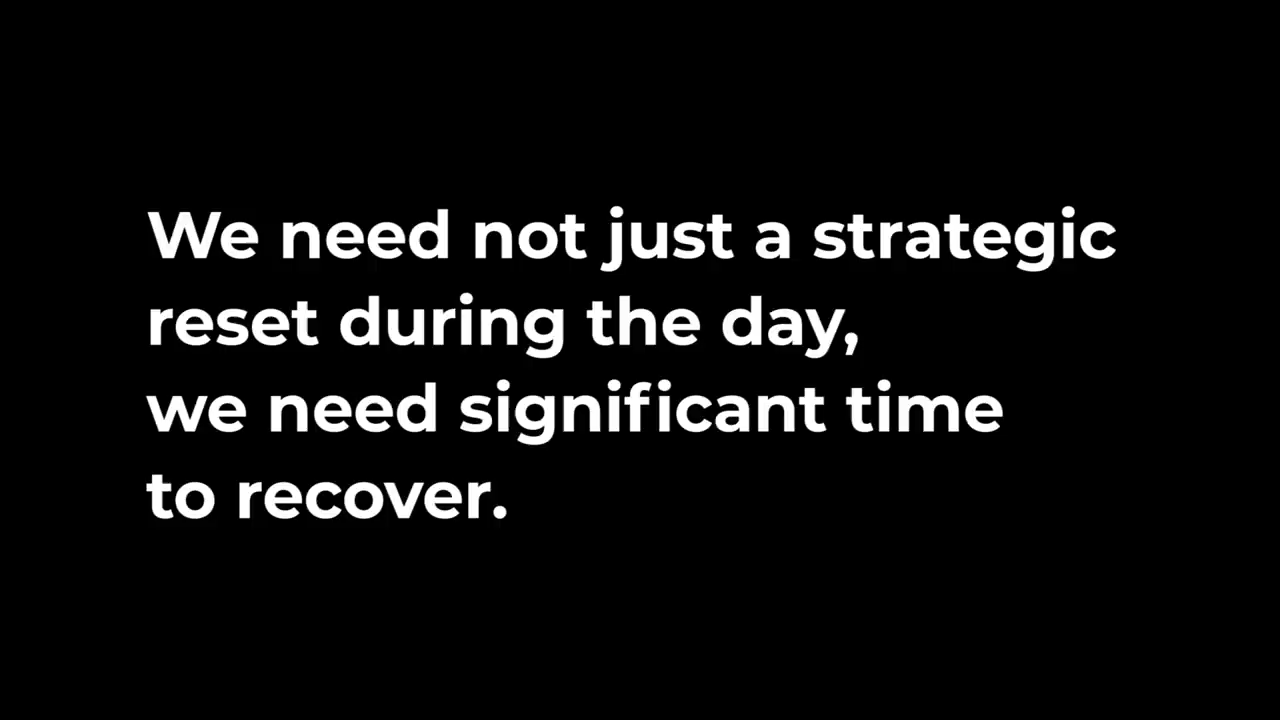 We need not just a strategic
reset during the day,
we need significant time
to recover.